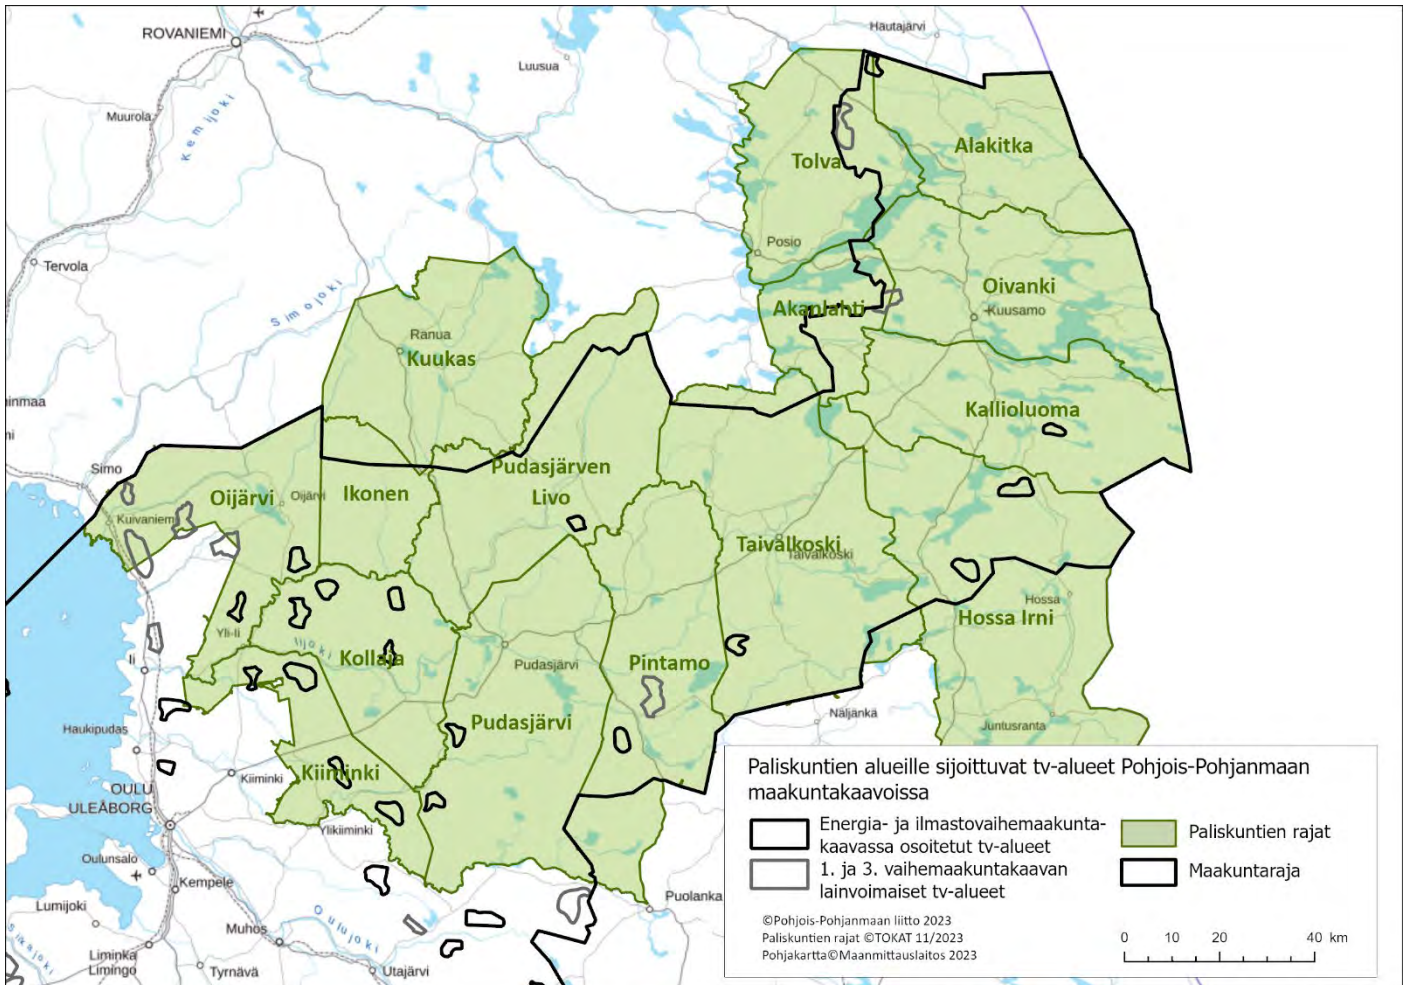 Hautajärvi
ROVANIEMI
Luusua
Muurola
Kemijoki
Alakitka
Tolva
Posio
Tervola
Simojoki
Oivanki
Akanlahti
Kuusamo
Ranua
Kuukas
Kallioluoma
Simo
Pudasjärven
Livo
Oijärvi
Oijärvi
Ikonen
Kuivaniemi
Taivalkoski
Taivalkoski
Hossa
Hossa Irni
Yli-Ii
Iijoki
Kollaja
Ii
Pudasjärvi
Pintamo
Pudasjärvi
Näljänkä
Juntusranta
Haukipudas
Kiiminki
Kiiminki
OULU
ULEÅBORG
Ylikiiminki
Oulunsalo
Kempele
Puolanka
Lumijoki
Oulujoki
Muhos
Siikajoki
Liminka
Limingo
Tyrnävä
Utajärvi
Paliskuntien alueille sijoittuvat tv-alueet Pohjois-Pohjanmaan
maakuntakaavoissa
Energia- ja ilmastovaihemaakunta-
kaavassa osoitetut tv-alueet
1. ja 3. vaihemaakuntakaavan
lainvoimaiset tv-alueet
Paliskuntien rajat
Maakuntaraja
©Pohjois-Pohjanmaan liitto 2023
Paliskuntien rajat ©TOKAT 11/2023
Pohjakartta©Maanmittauslaitos 2023
0 10 20 40 km